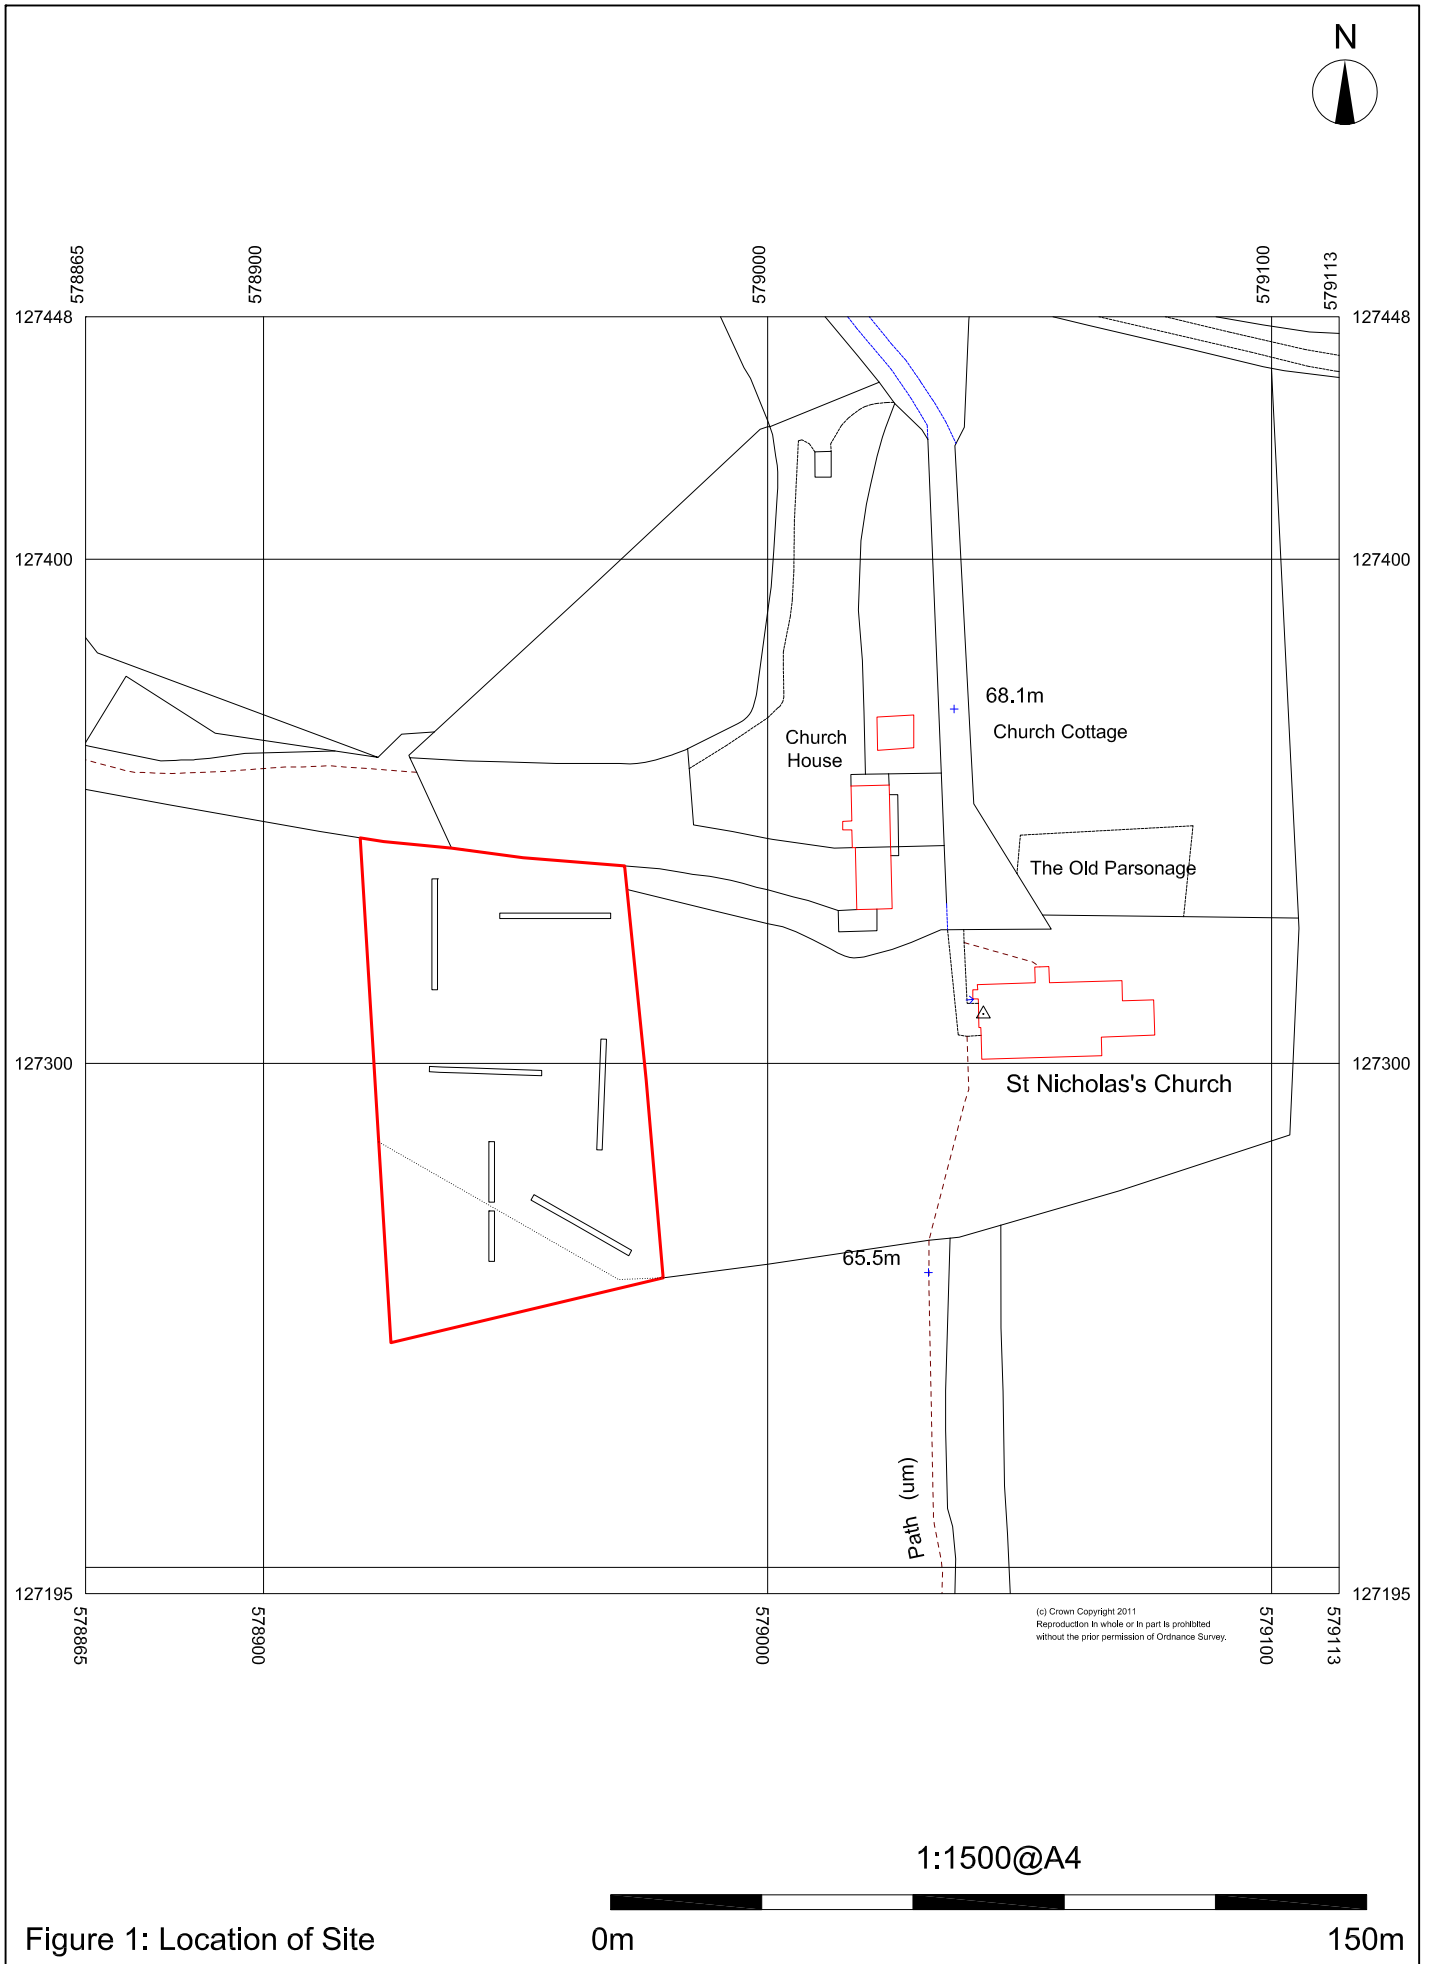 N
578865
578900
579000
579100
579113
127448
127448
127400
127400
68.1m
Church Cottage
Church
House
The Old Parsonage
127300
127300
St Nicholas's Church
65.5m
Path (um)
127195
127195
578865
578900
579000
579100
579113
(c) Crown Copyright 2011
Reproduction in whole or in part is prohibited
without the prior permission of Ordnance Survey.
1:1500@A4
Figure 1: Location of Site
0m
150m